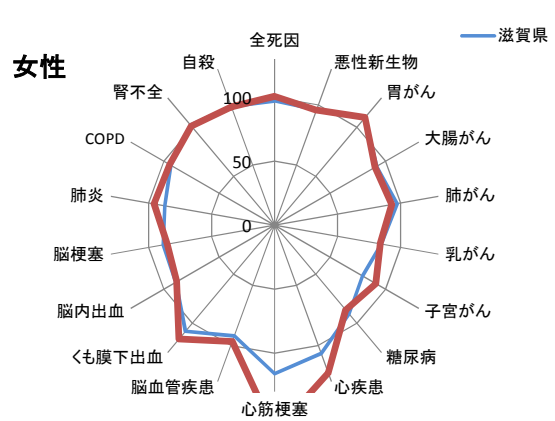 女性
滋賀県
全死因
悪性新生物
胃がん
大腸がん
肺がん
乳がん
子宮がん
糖尿病
心疾患
心筋梗塞
脳血管疾患
くも膜下出血
脳内出血
脳梗塞
肺炎
COPD
腎不全
自殺
100
50
0